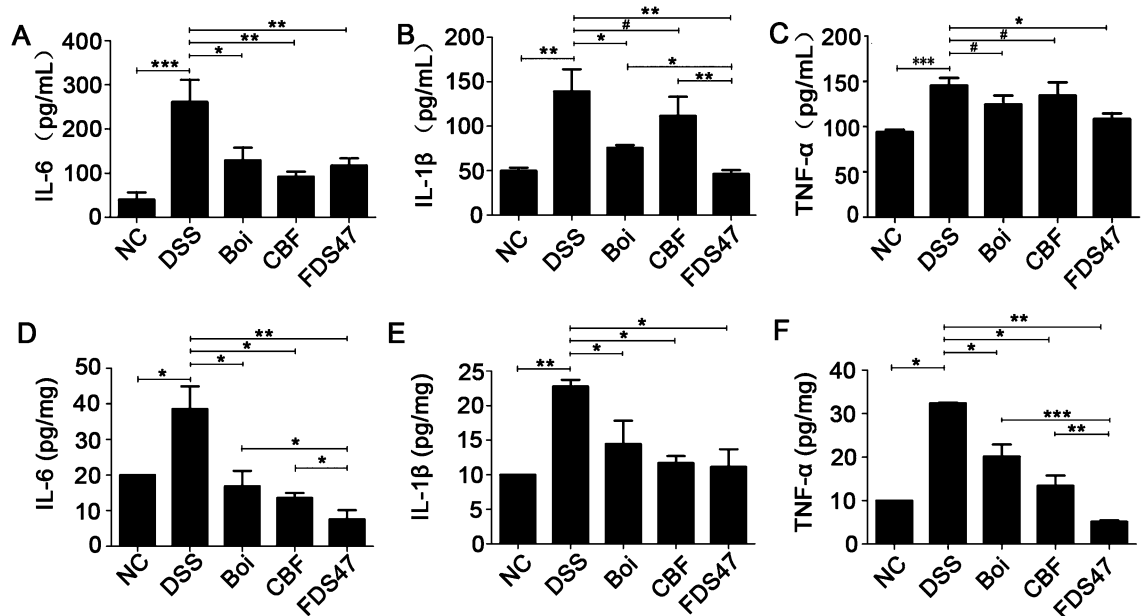 A
IL-6 （pg/mL）
400
300
200
100
0
***
*
**
**
NC
DSS
Boi
CBF
FDS47
B
IL-1β （pg/mL）
200
150
100
50
0
**
*
#
**
*
**
NC
DSS
Boi
CBF
FDS47
C
TNF-α （pg/mL）
200
150
100
50
0
***
#
#
*
NC
DSS
Boi
CBF
FDS47
D
IL-6 (pg/mg)
50
40
30
20
10
0
*
*
*
**
*
*
NC
DSS
Boi
CBF
FDS47
E
IL-1β (pg/mg)
25
20
15
10
5
0
**
*
*
*
NC
DSS
Boi
CBF
FDS47
F
TNF-α (pg/mg)
40
30
20
10
0
*
*
*
**
***
**
NC
DSS
Boi
CBF
FDS47